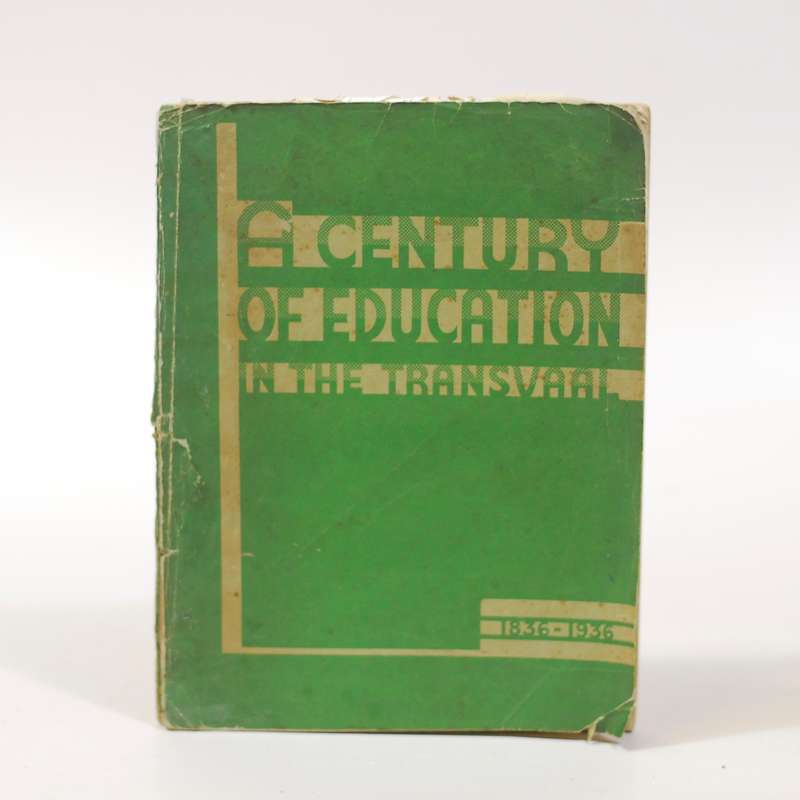 A CENTURY
OF EDUCATION
IN THE TRANSVAAL
1836-1936